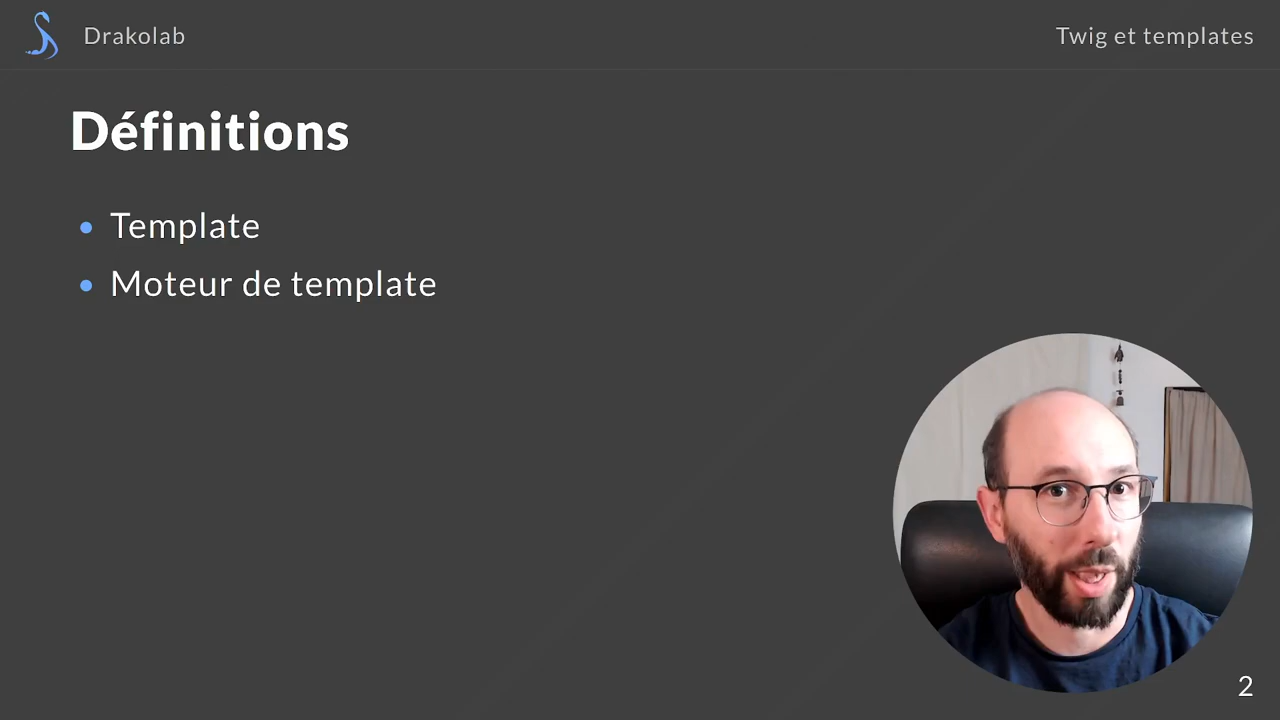 Drakolab
Twig et templates
Définitions
Template
Moteur de template
2